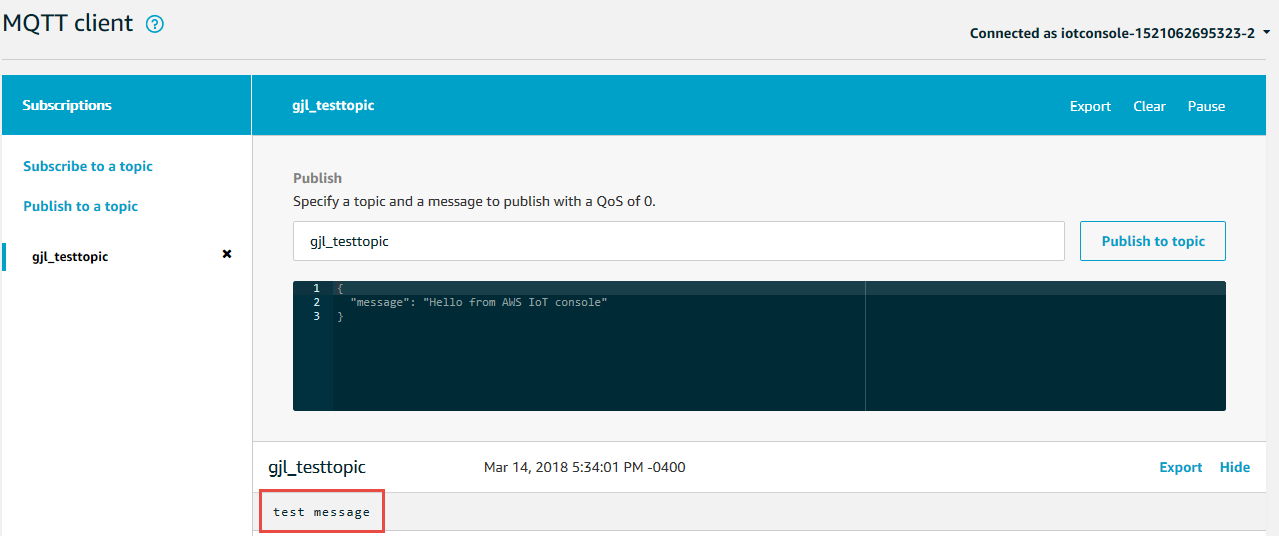 MQTT client ?
Connected as iotconsole-1521062695323-2
Subscriptions
gjl_testtopic
Export Clear Pause
Subscribe to a topic
Publish to a topic
gjl_testtopic
Publish
Specify a topic and a message to publish with a QoS of 0.
gjl_testtopic
Publish to topic
1 {
2 "message": "Hello from AWS IoT console"
3 }
gjl_testtopic Mar 14, 2018 5:34:01 PM -0400 Export Hide
test message